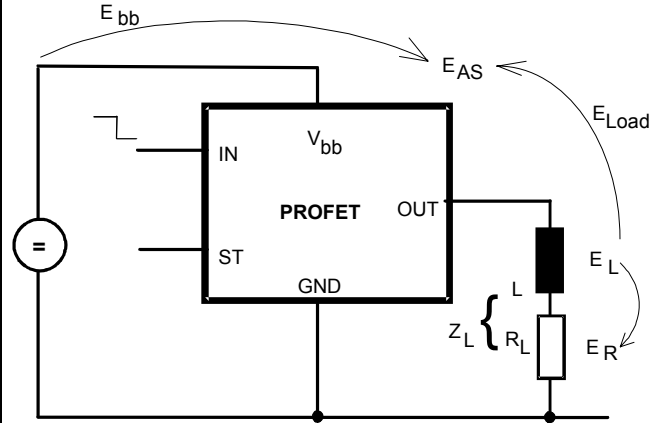 E bb
E AS
E Load
V bb
IN
PROFET
OUT
=
ST
GND
L
E L
Z L { R L
E R